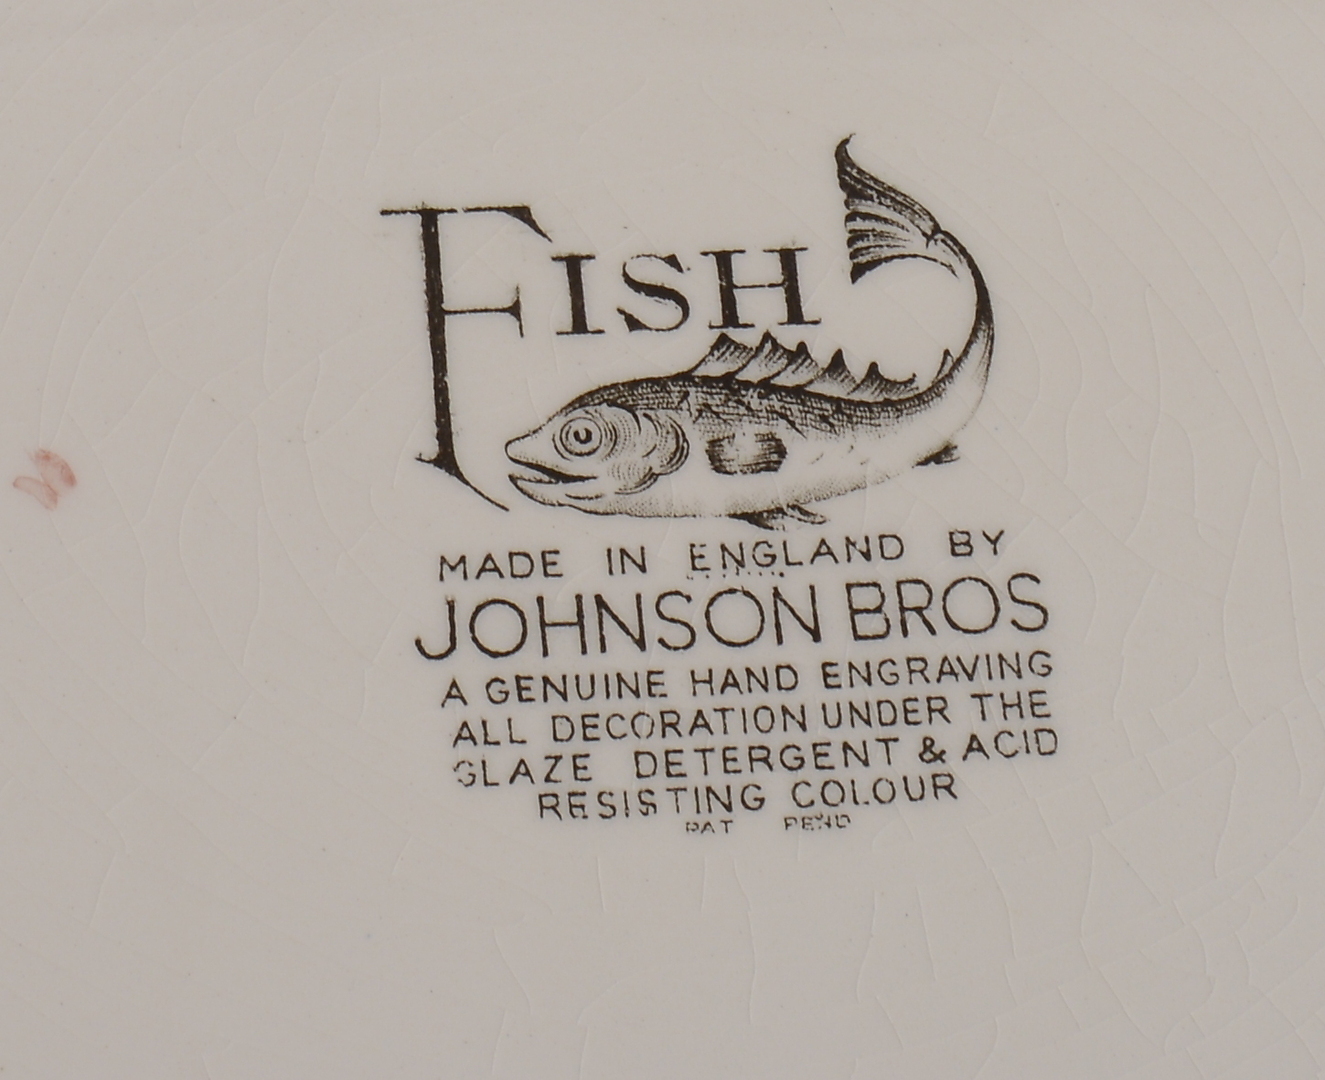 FISH
MADE IN ENGLAND BY
JOHNSON BROS
A GENUINE HAND ENGRAVING
ALL DECORATION UNDER THE
GLAZE DETERGENT & ACID
RESISTING COLOUR
PAT PEND